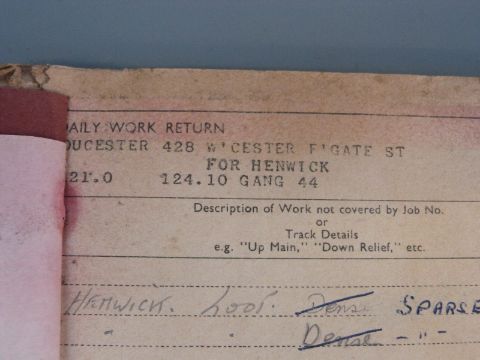 DAILY WORK RETURN
OUCESTER 428 W'CESTER F'GATE ST
FOR HENWICK
21.0 124.10 GANG 44
Description of Work not covered by Job No.
or
Track Details
e.g. "Up Main," "Down Relief," etc.
HENWICK. Loop. Dense SPARSE
" " Dense -"-